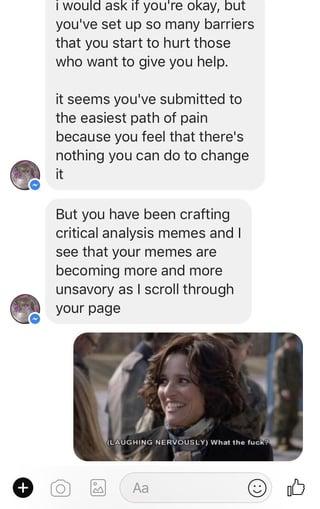 i would ask if you're okay, but
you've set up so many barriers
that you start to hurt those
who want to give you help.
it seems you've submitted to
the easiest path of pain
because you feel that there's
nothing you can do to change
it
But you have been crafting
critical analysis memes and I
see that your memes are
becoming more and more
unsavory as I scroll through
your page
(LAUGHING NERVOUSLY) What the fuck?
Aa